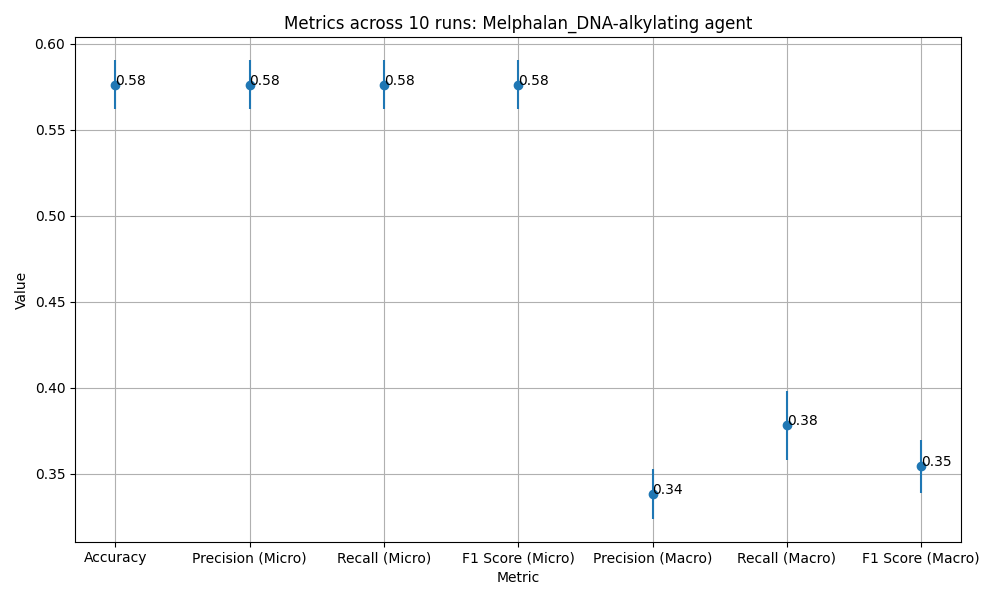 Metrics across 10 runs: Melphalan_DNA-alkylating agent
Value
0.60
0.55
0.50
0.45
0.40
0.35
0.58
0.58
0.58
0.58
0.34
0.38
0.35
Accuracy
Precision (Micro)
Recall (Micro)
F1 Score (Micro)
Precision (Macro)
Recall (Macro)
F1 Score (Macro)
Metric